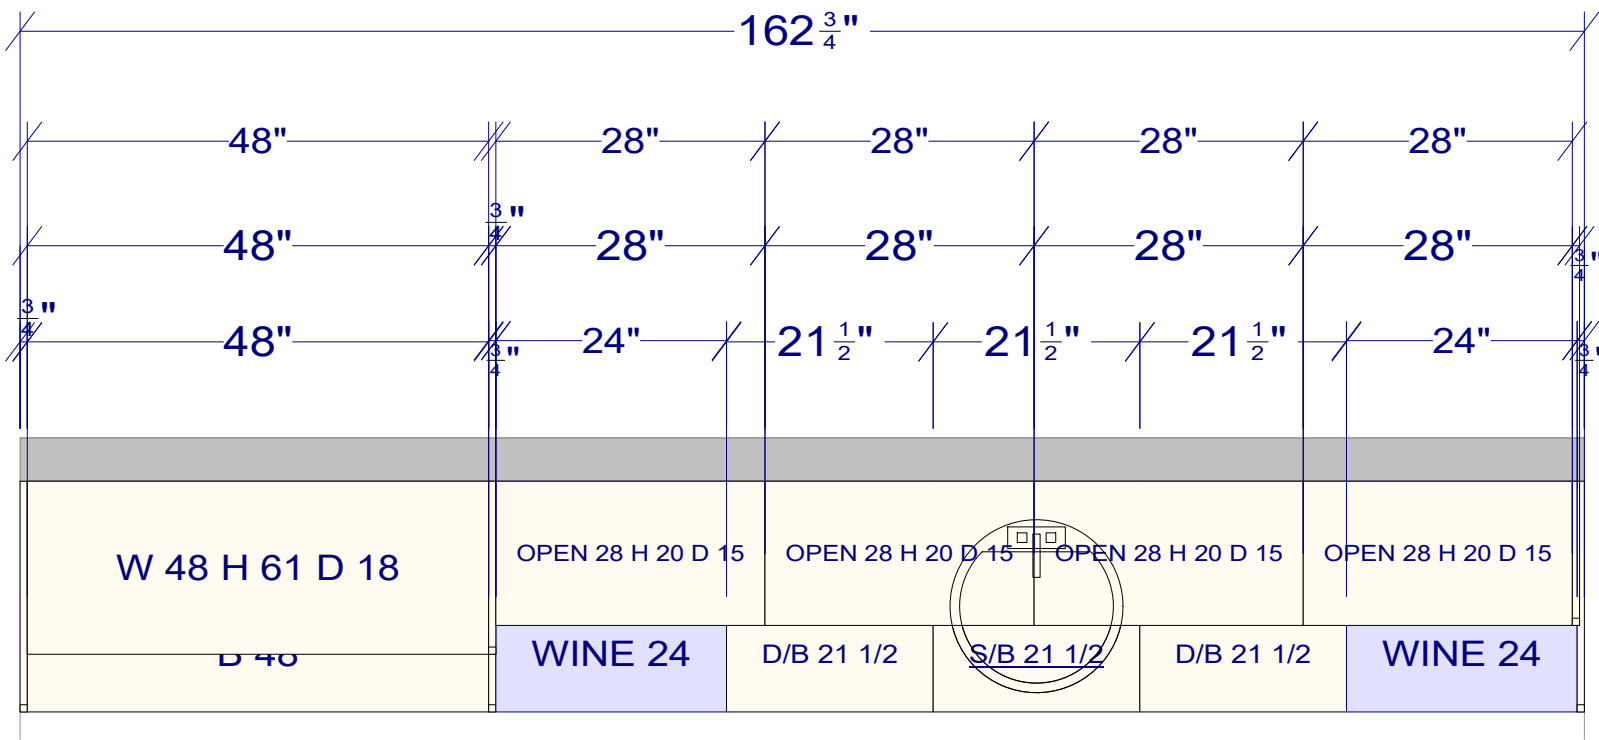 162 3/4"
48" 28" 28" 28" 28"
3/4"
48" 28" 28" 28" 28"
3/4"
3/4"
48" 3/4" 24" 21 1/2" 21 1/2" 21 1/2" 24" 3/4"
W 48 H 61 D 18
OPEN 28 H 20 D 15 OPEN 28 H 20 D 15 OPEN 28 H 20 D 15 OPEN 28 H 20 D 15
B 48 WINE 24 D/B 21 1/2 S/B 21 1/2 D/B 21 1/2 WINE 24